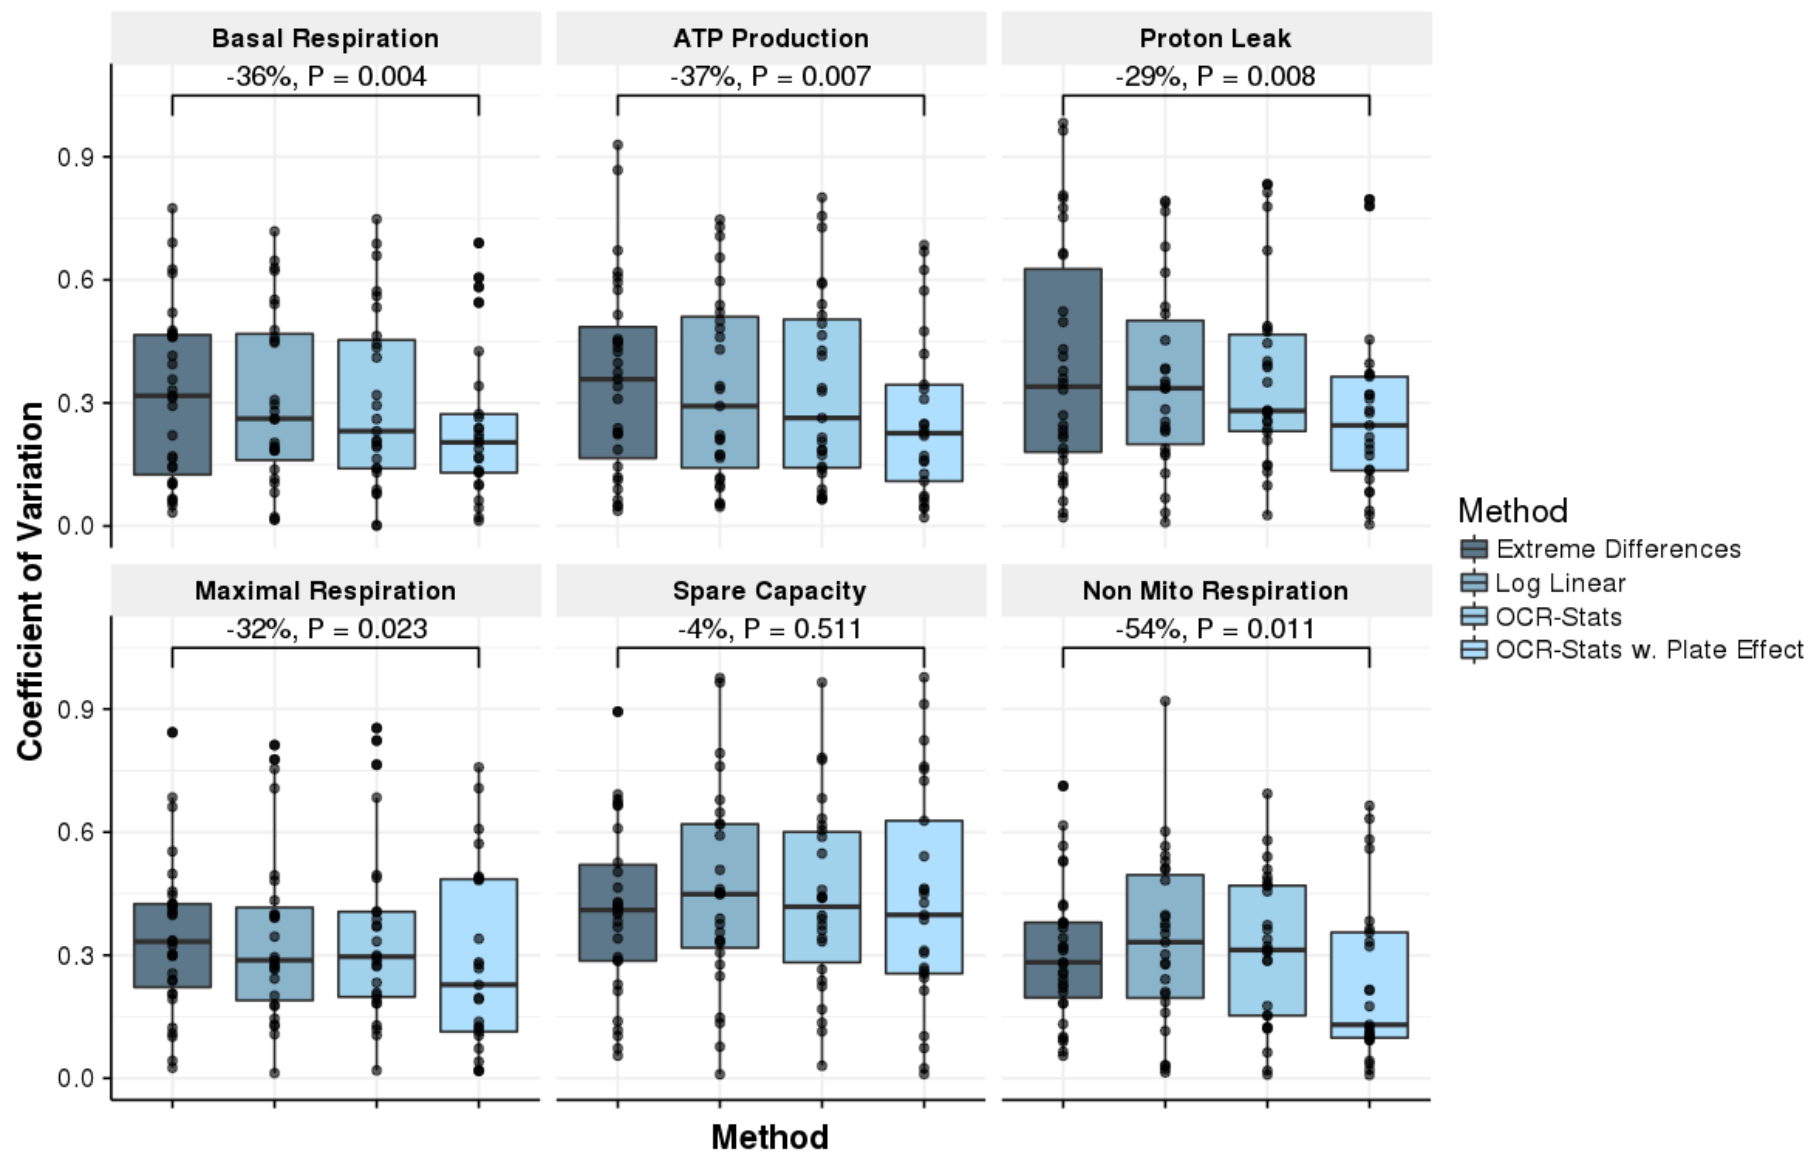 Basal Respiration
ATP Production
Proton Leak
-36%, P = 0.004
-37%, P = 0.007
-29%, P = 0.008
0.9
0.6
0.3
0.0
Maximal Respiration
Spare Capacity
Non Mito Respiration
-32%, P = 0.023
-4%, P = 0.511
-54%, P = 0.011
0.9
0.6
0.3
0.0
Coefficient of Variation
Method
Method
Extreme Differences
Log Linear
OCR-Stats
OCR-Stats w. Plate Effect